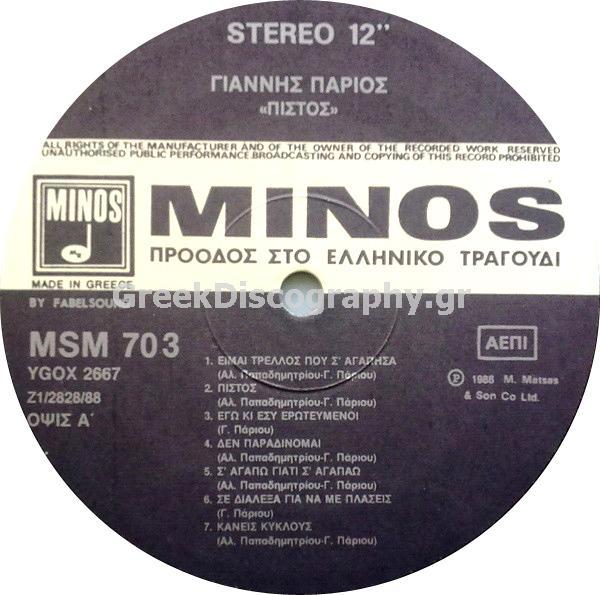 STEREO 12"
ΓΙΑΝΝΗΣ ΠΑΡΙΟΣ
«ΠΙΣΤΟΣ»
ALL RIGHTS OF THE MANUFACTURER AND OF THE OWNER OF THE RECORDED WORK RESERVED
UNAUTHORISED PUBLIC PERFORMANCE BROADCASTING AND COPYING OF THIS RECORD PROHIBITED
MINOS
MINOS
ΠΡΟΟΔΟΣ ΣΤΟ ΕΛΛΗΝΙΚΟ ΤΡΑΓΟΥΔΙ
MADE IN GREECE
BY FABELSOUND
GreekDiscography.gr
MSM 703
YGOX 2667
Z1/2828/88
ΟΨΙΣ Α΄
ΑΕΠΙ
Ⓟ 1988 M. Matsas
& Son Co Ltd.
1. ΕΙΜΑΙ ΤΡΕΛΛΟΣ ΠΟΥ Σ' ΑΓΑΠΗΣΑ
(Αλ. Παπαδημητρίου-Γ. Πάριου)
2. ΠΙΣΤΟΣ
(Αλ. Παπαδημητρίου-Γ. Πάριου)
3. ΕΓΩ ΚΙ ΕΣΥ ΕΡΩΤΕΥΜΕΝΟΙ
(Γ. Πάριου)
4. ΔΕΝ ΠΑΡΑΔΙΝΟΜΑΙ
(Αλ. Παπαδημητρίου-Γ. Πάριου)
5. Σ' ΑΓΑΠΩ ΓΙΑΤΙ Σ' ΑΓΑΠΑΩ
(Αλ. Παπαδημητρίου-Γ. Πάριου)
6. ΣΕ ΔΙΑΛΕΞΑ ΓΙΑ ΝΑ ΜΕ ΠΛΑΣΕΙΣ
(Γ. Πάριου)
7. ΚΑΝΕΙΣ ΚΥΚΛΟΥΣ
(Αλ. Παπαδημητρίου-Γ. Πάριου)